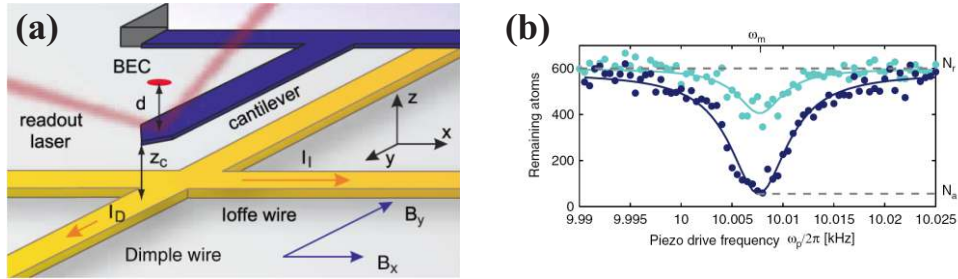 (a)
BEC
d
cantilever
readout
laser
z_c
z
x
y
I_I
I_D
Ioffe wire
Dimple wire
B_y
B_x
(b)
ω_m
Remaining atoms
600
400
200
0
N_r
N_a
9.99 9.995 10 10.005 10.01 10.015 10.02 10.025
Piezo drive frequency ω_p/2π [kHz]